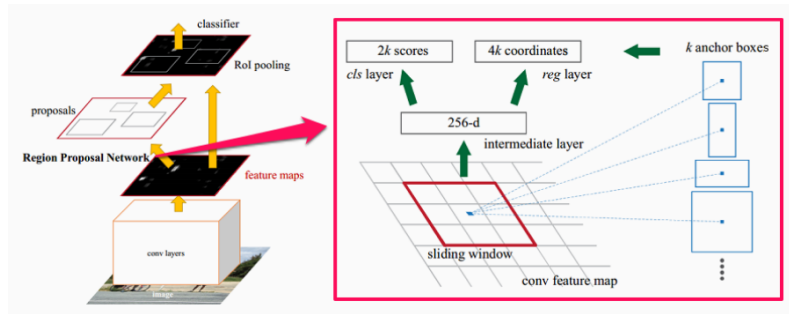 classifier
RoI pooling
proposals
Region Proposal Network
feature maps
conv layers
image
2k scores
4k coordinates
k anchor boxes
cls layer
reg layer
256-d
intermediate layer
sliding window
conv feature map